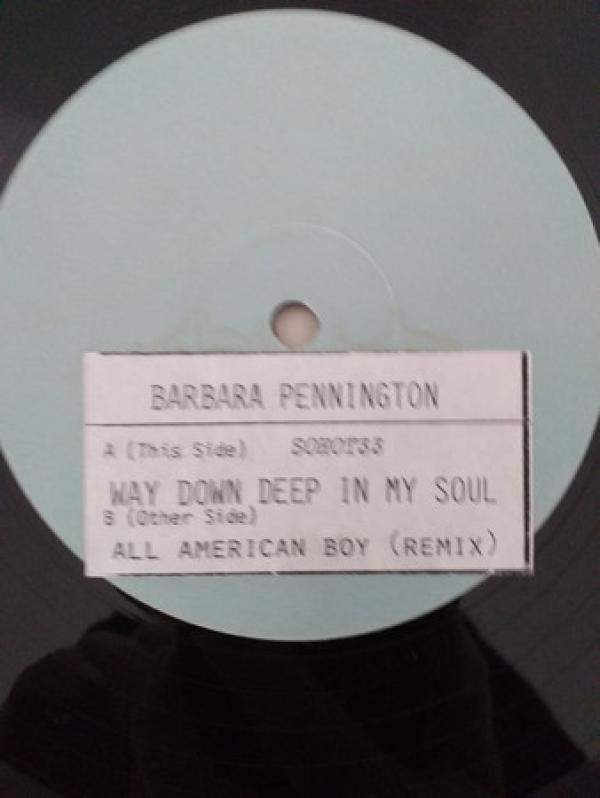 BARBARA PENNINGTON
A (This Side) SOHOT33
WAY DOWN DEEP IN MY SOUL
B (Other Side)
ALL AMERICAN BOY (REMIX)